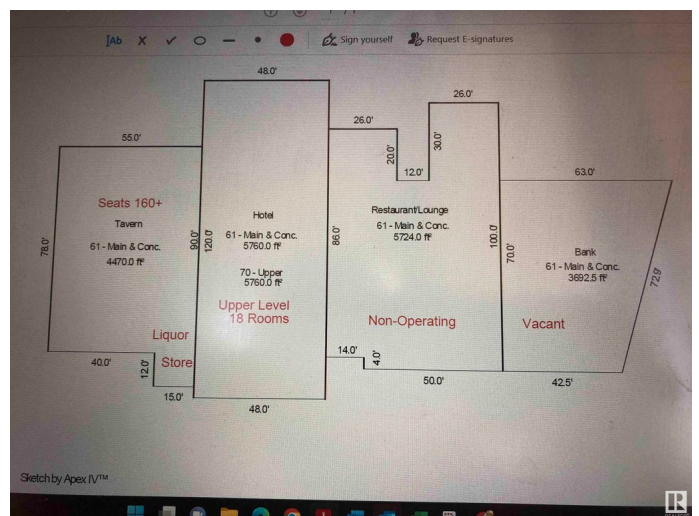 Ab
Sign yourself
Request E-signatures
48.0'
26.0'
26.0'
55.0'
20.0'
30.0'
12.0'
63.0'
Seats 160+
Tavern
61 - Main & Conc.
4470.0 ft²
78.0'
90.0'
120.0'
Hotel
61 - Main & Conc.
5760.0 ft²
70 - Upper
5760.0 ft²
Upper Level
18 Rooms
86.0'
Restaurant/Lounge
61 - Main & Conc.
5724.0 ft²
100.0'
70.0'
Bank
61 - Main & Conc.
3692.5 ft²
72.9'
Non-Operating
Vacant
Liquor
Store
40.0'
12.0'
15.0'
48.0'
14.0'
4.0'
50.0'
42.5'
Sketch by Apex IV™
R